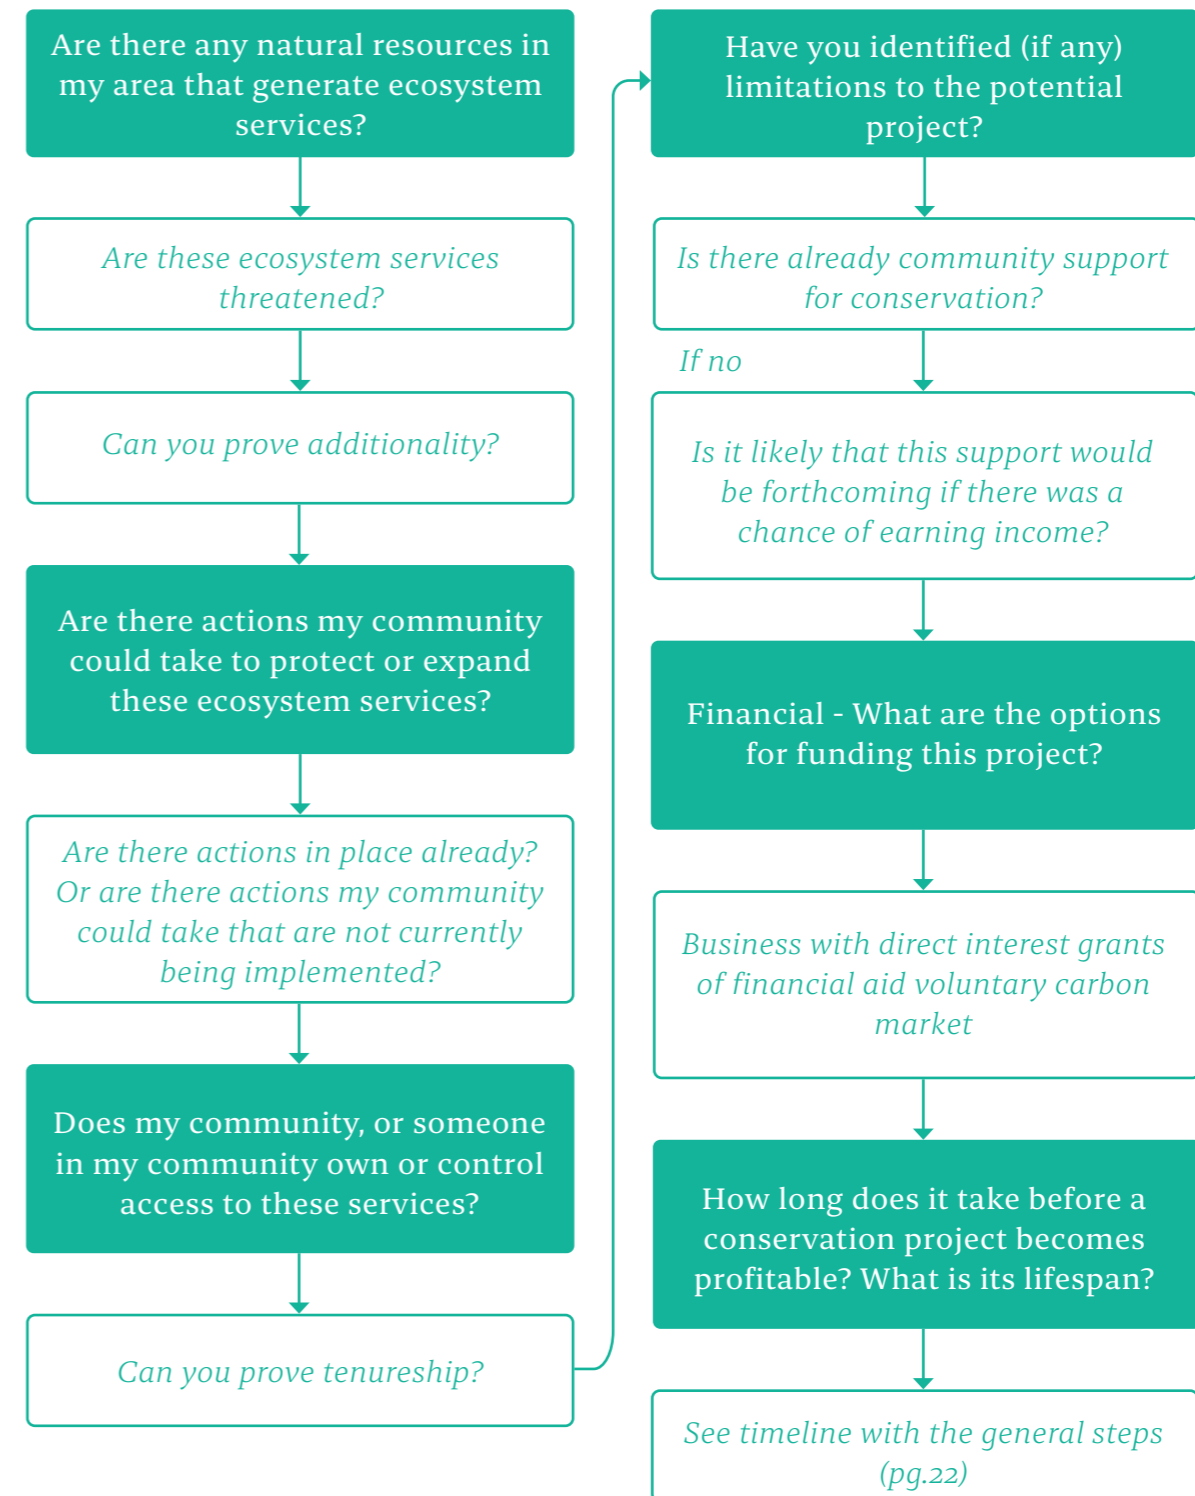 Are there any natural resources in
my area that generate ecosystem
services?
Are these ecosystem services
threatened?
Can you prove additionality?
Are there actions my community
could take to protect or expand
these ecosystem services?
Are there actions in place already?
Or are there actions my community
could take that are not currently
being implemented?
Does my community, or someone
in my community own or control
access to these services?
Can you prove tenureship?
Have you identified (if any)
limitations to the potential
project?
Is there already community support
for conservation?
If no
Is it likely that this support would
be forthcoming if there was a
chance of earning income?
Financial - What are the options
for funding this project?
Business with direct interest grants
of financial aid voluntary carbon
market
How long does it take before a
conservation project becomes
profitable? What is its lifespan?
See timeline with the general steps
(pg.22)